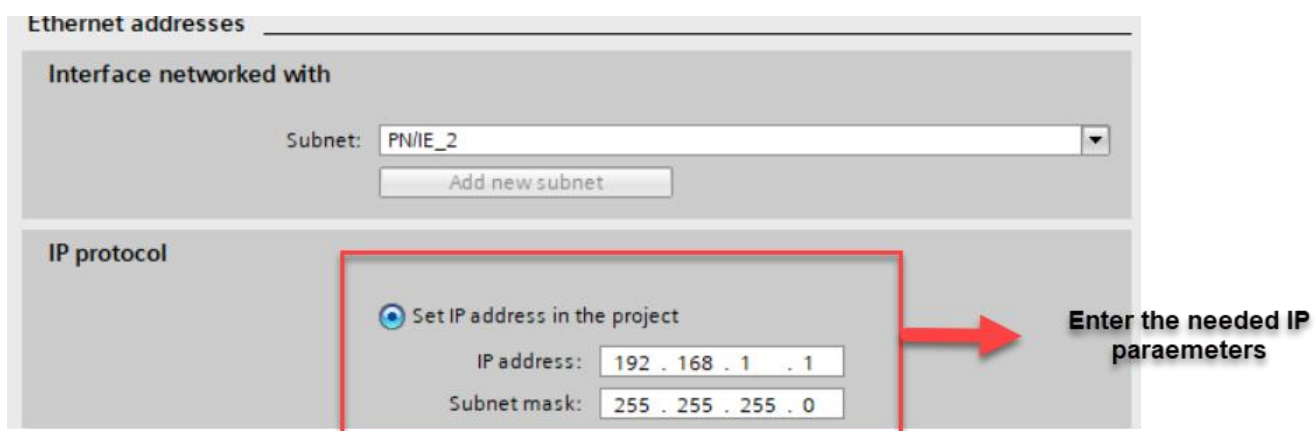 Ethernet addresses
Interface networked with
Subnet: PN/IE_2
Add new subnet
IP protocol
Set IP address in the project
IP address: 192 . 168 . 1 . 1
Subnet mask: 255 . 255 . 255 . 0
Enter the needed IP
paraemeters